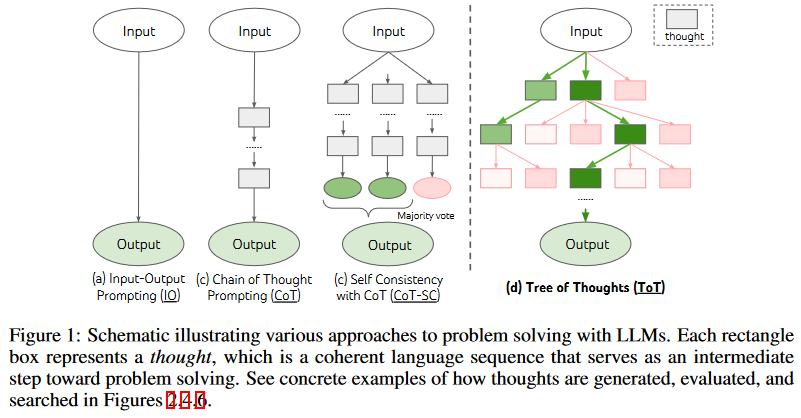 Input
Input
Input
Input
thought
......
......
......
......
......
Majority vote
Output
Output
Output
Output
(a) Input-Output
Prompting (IO)
(c) Chain of Thought
Prompting (CoT)
(c) Self Consistency
with CoT (CoT-SC)
(d) Tree of Thoughts (ToT)
Figure 1: Schematic illustrating various approaches to problem solving with LLMs. Each rectangle
box represents a thought, which is a coherent language sequence that serves as an intermediate
step toward problem solving. See concrete examples of how thoughts are generated, evaluated, and
searched in Figures 2,4,6.